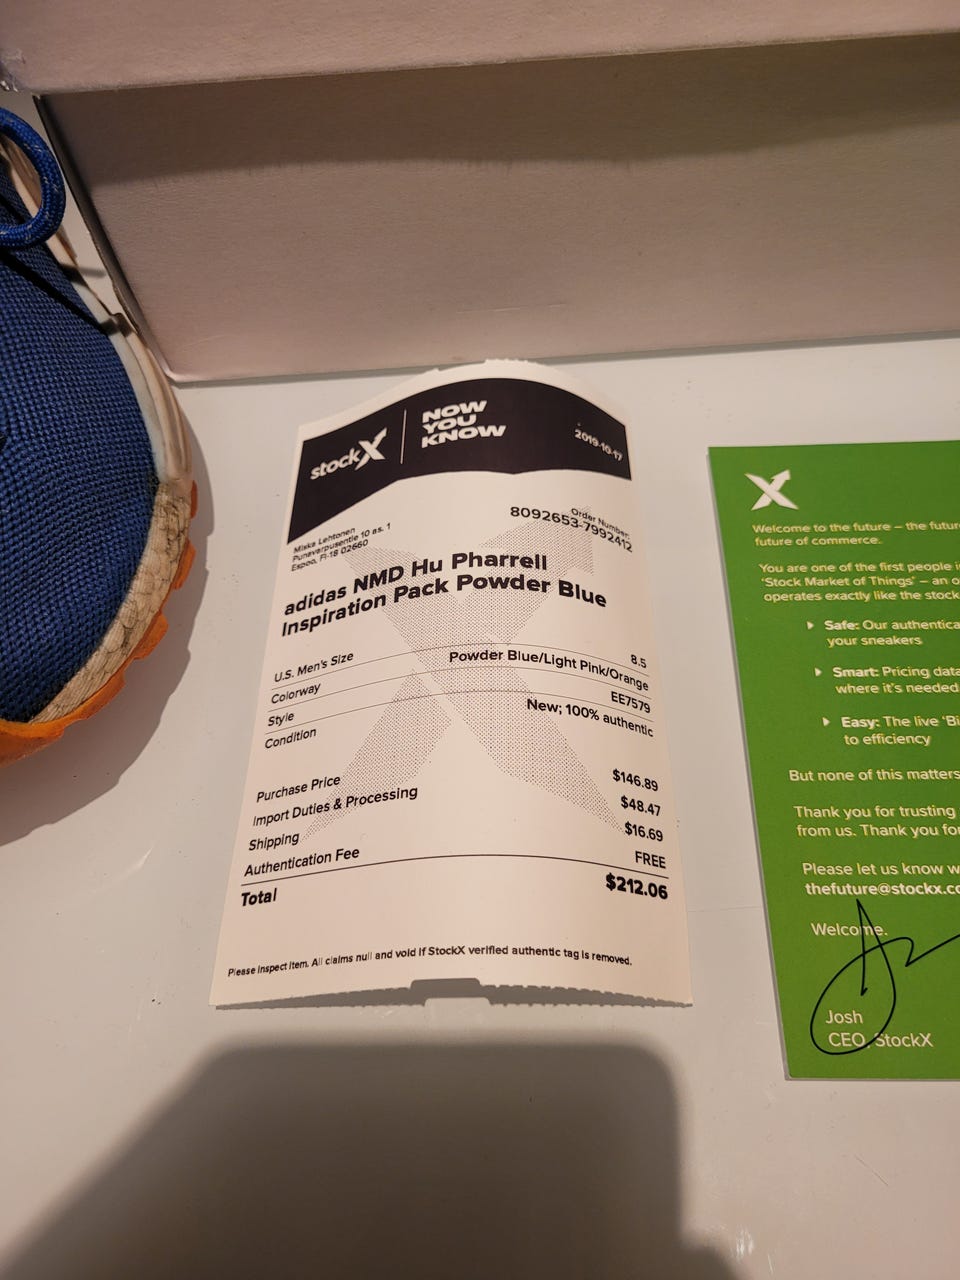 stockX
NOW
YOU
KNOW
2019-10-17
Miska Lehtonen
Punavarpusentie 10 as. 1
Espoo, FI-18 02660
Order Number:
8092653-7992412
adidas NMD Hu Pharrell
Inspiration Pack Powder Blue
U.S. Men's Size 8.5
Colorway Powder Blue/Light Pink/Orange
Style EE7579
Condition New; 100% authentic
Purchase Price $146.89
Import Duties & Processing $48.47
Shipping $16.69
Authentication Fee FREE
Total $212.06
Please inspect item. All claims null and void if StockX verified authentic tag is removed.
X
Welcome to the future – the futur
future of commerce.
You are one of the first people i
'Stock Market of Things' – an o
operates exactly like the stock
Safe: Our authentica
your sneakers
Smart: Pricing data
where it's needed
Easy: The live 'Bi
to efficiency
But none of this matters
Thank you for trusting
from us. Thank you fo
Please let us know w
thefuture@stockx.co
Welcome.
Josh
CEO, StockX